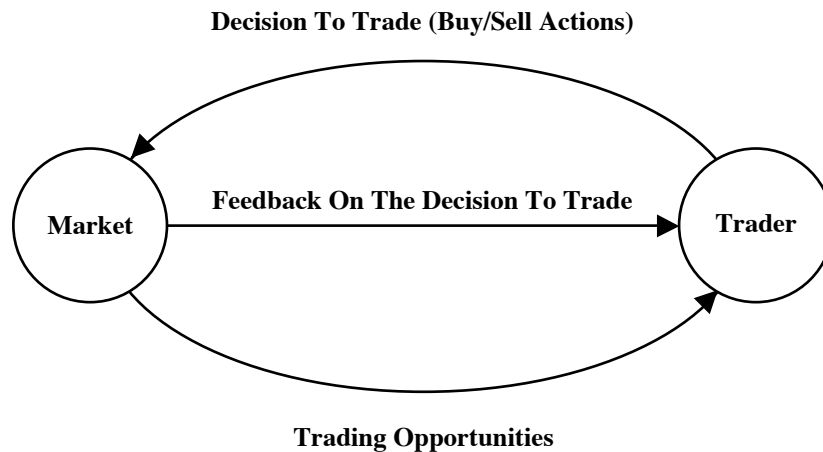 Decision To Trade (Buy/Sell Actions)
Feedback On The Decision To Trade
Market
Trader
Trading Opportunities